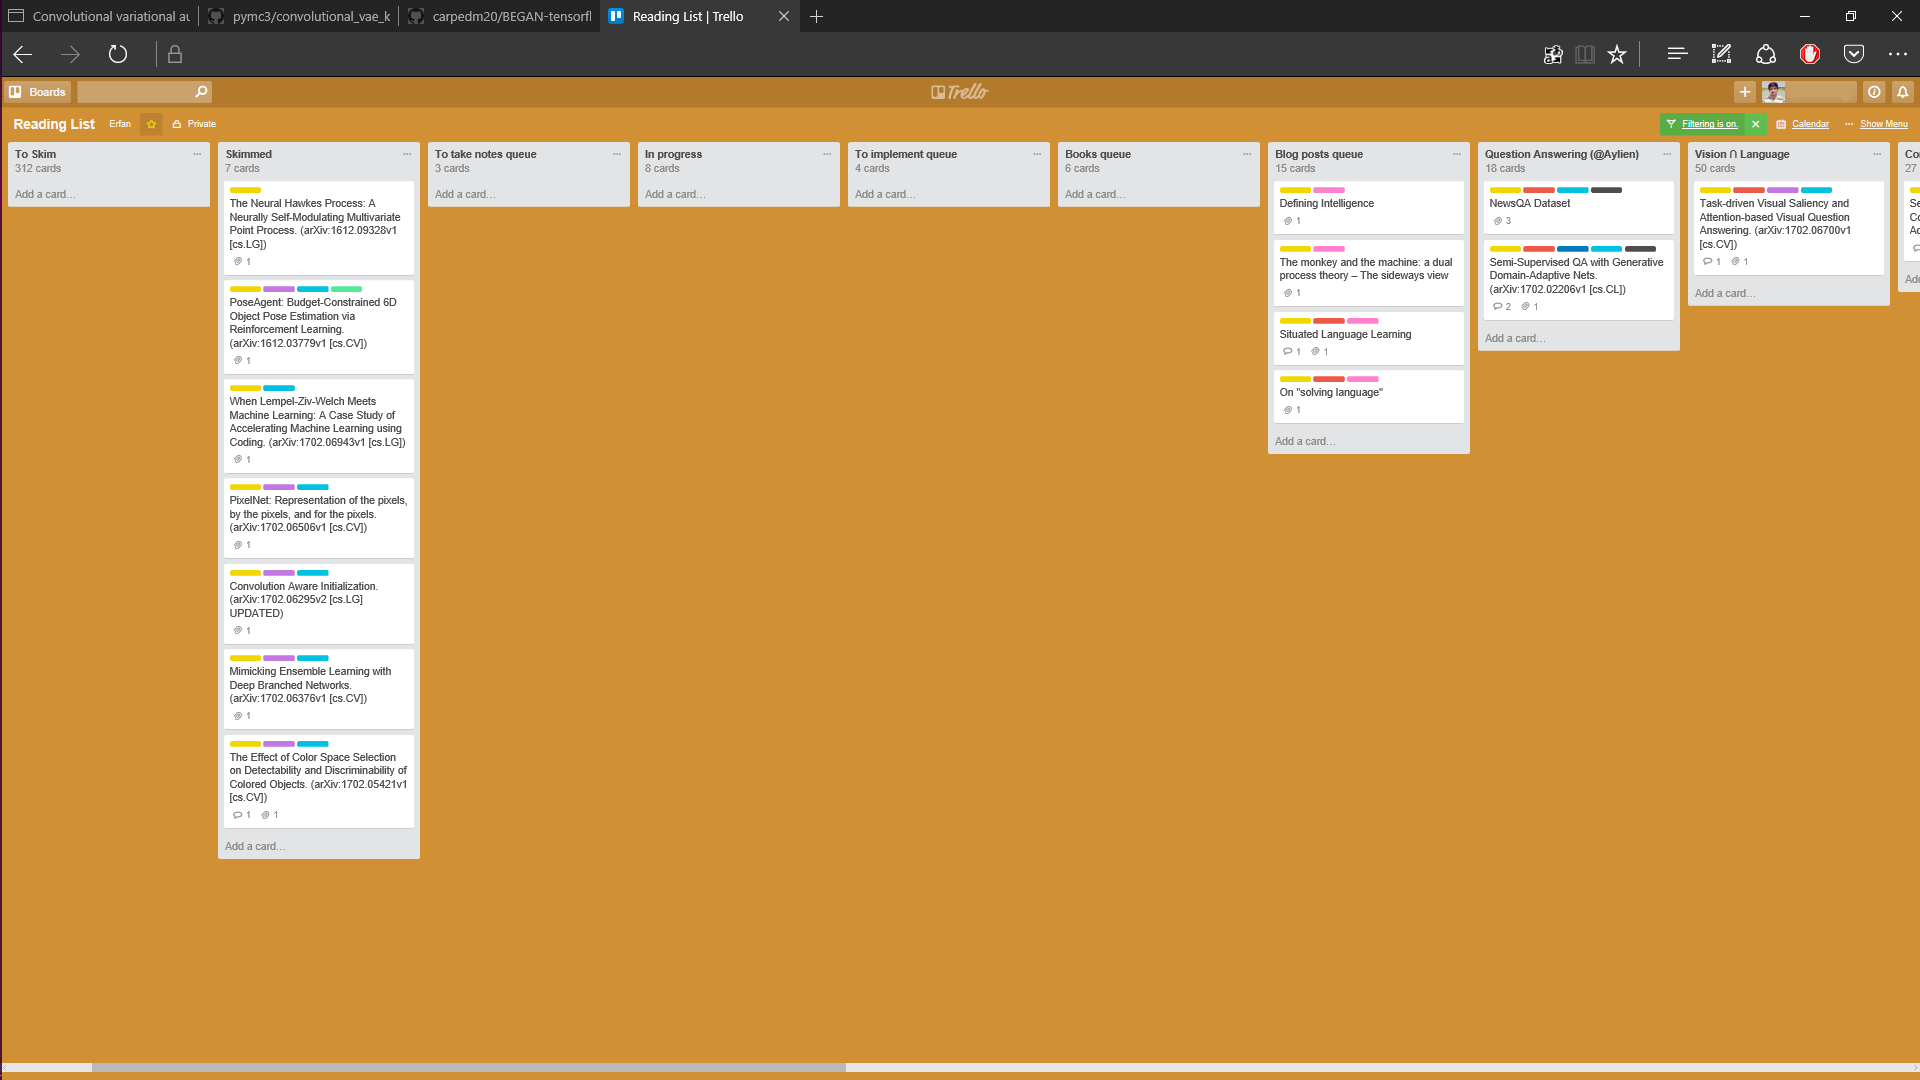 Convolutional variational au
pymc3/convolutional_vae_k
carpedm20/BEGAN-tensorfl
Reading List | Trello
Boards
Trello
Reading List
Erfan
Private
Filtering is on.
Calendar
Show Menu
To Skim
312 cards
Add a card...
Skimmed
7 cards
The Neural Hawkes Process: A
Neurally Self-Modulating Multivariate
Point Process. (arXiv:1612.09328v1
[cs.LG])
1
PoseAgent: Budget-Constrained 6D
Object Pose Estimation via
Reinforcement Learning.
(arXiv:1612.03779v1 [cs.CV])
1
When Lempel-Ziv-Welch Meets
Machine Learning: A Case Study of
Accelerating Machine Learning using
Coding. (arXiv:1702.06943v1 [cs.LG])
1
PixelNet: Representation of the pixels,
by the pixels, and for the pixels.
(arXiv:1702.06506v1 [cs.CV])
1
Convolution Aware Initialization.
(arXiv:1702.06295v2 [cs.LG]
UPDATED)
1
Mimicking Ensemble Learning with
Deep Branched Networks.
(arXiv:1702.06376v1 [cs.CV])
1
The Effect of Color Space Selection
on Detectability and Discriminability of
Colored Objects. (arXiv:1702.05421v1
[cs.CV])
1 1
Add a card...
To take notes queue
3 cards
Add a card...
In progress
8 cards
Add a card...
To implement queue
4 cards
Add a card...
Books queue
6 cards
Add a card...
Blog posts queue
15 cards
Defining Intelligence
1
The monkey and the machine: a dual
process theory – The sideways view
1
Situated Language Learning
1 1
On "solving language"
1
Add a card...
Question Answering (@Aylien)
18 cards
NewsQA Dataset
3
Semi-Supervised QA with Generative
Domain-Adaptive Nets.
(arXiv:1702.02206v1 [cs.CL])
2 1
Add a card...
Vision ∩ Language
50 cards
Task-driven Visual Saliency and
Attention-based Visual Question
Answering. (arXiv:1702.06700v1
[cs.CV])
1 1
Add a card...
Co
27
Se
Co
Ac
Add